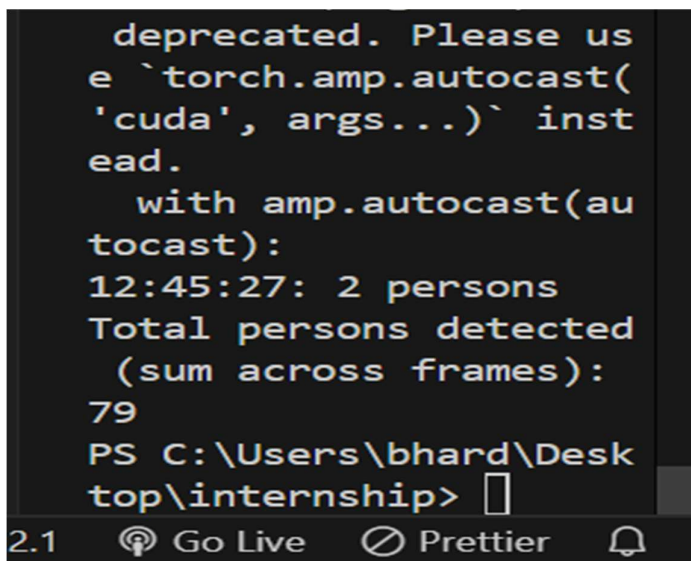 deprecated. Please us
e `torch.amp.autocast(
'cuda', args...)` inst
ead.
  with amp.autocast(au
tocast):
12:45:27: 2 persons
Total persons detected
 (sum across frames):
79
PS C:\Users\bhard\Desk
top\internship>
2.1 Go Live Prettier